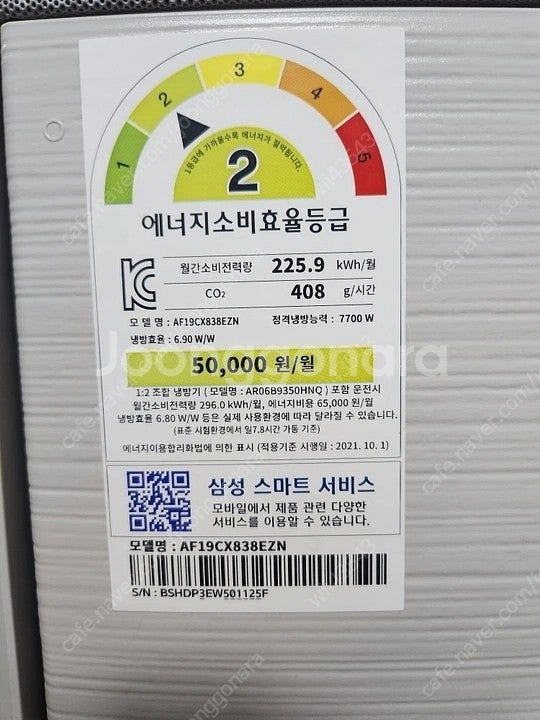 1
2
3
4
5
1등급에 가까울수록 에너지가 절약됩니다.
2
에너지소비효율등급
월간소비전력량 225.9 kWh/월
CO₂ 408 g/시간
모 델 명 : AF19CX838EZN 정격냉방능력 : 7700 W
냉방효율 : 6.90 W/W
Joonggonara
50,000 원/월
1:2 조합 냉방기 ( 모델명 : AR06B9350HNQ ) 포함 운전시
월간소비전력량 296.0 kWh/월, 에너지비용 65,000 원/월
냉방효율 6.80 W/W 등은 실제 사용환경에 따라 달라질 수 있습니다.
(표준 시험환경에서 일7.8시간 가동 기준)
에너지이용합리화법에 의한 표시 (적용기준 시행일 : 2021. 10. 1)
삼성 스마트 서비스
모바일에서 제품 관련 다양한
서비스를 이용할 수 있습니다.
모델명 : AF19CX838EZN
S/N : BSHDP3EW501125F